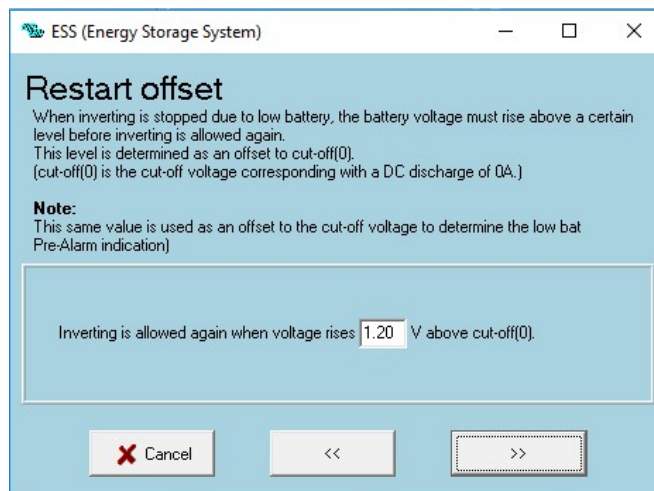 ESS (Energy Storage System)
Restart offset
When inverting is stopped due to low battery, the battery voltage must rise above a certain
level before inverting is allowed again.
This level is determined as an offset to cut-off(0).
(cut-off(0) is the cut-off voltage corresponding with a DC discharge of 0A.)
Note:
This same value is used as an offset to the cut-off voltage to determine the low bat
Pre-Alarm indication)
Inverting is allowed again when voltage rises 1.20 V above cut-off(0).
Cancel << >>